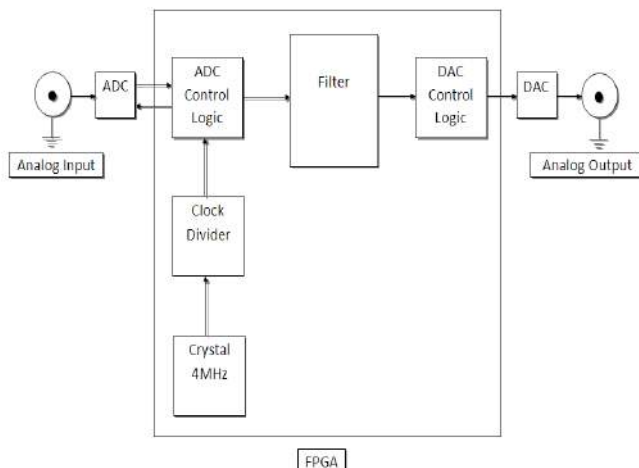 ADC
ADC
Control
Logic
Filter
DAC
Control
Logic
DAC
Analog Input
Analog Output
Clock
Divider
Crystal
4MHz
FPGA